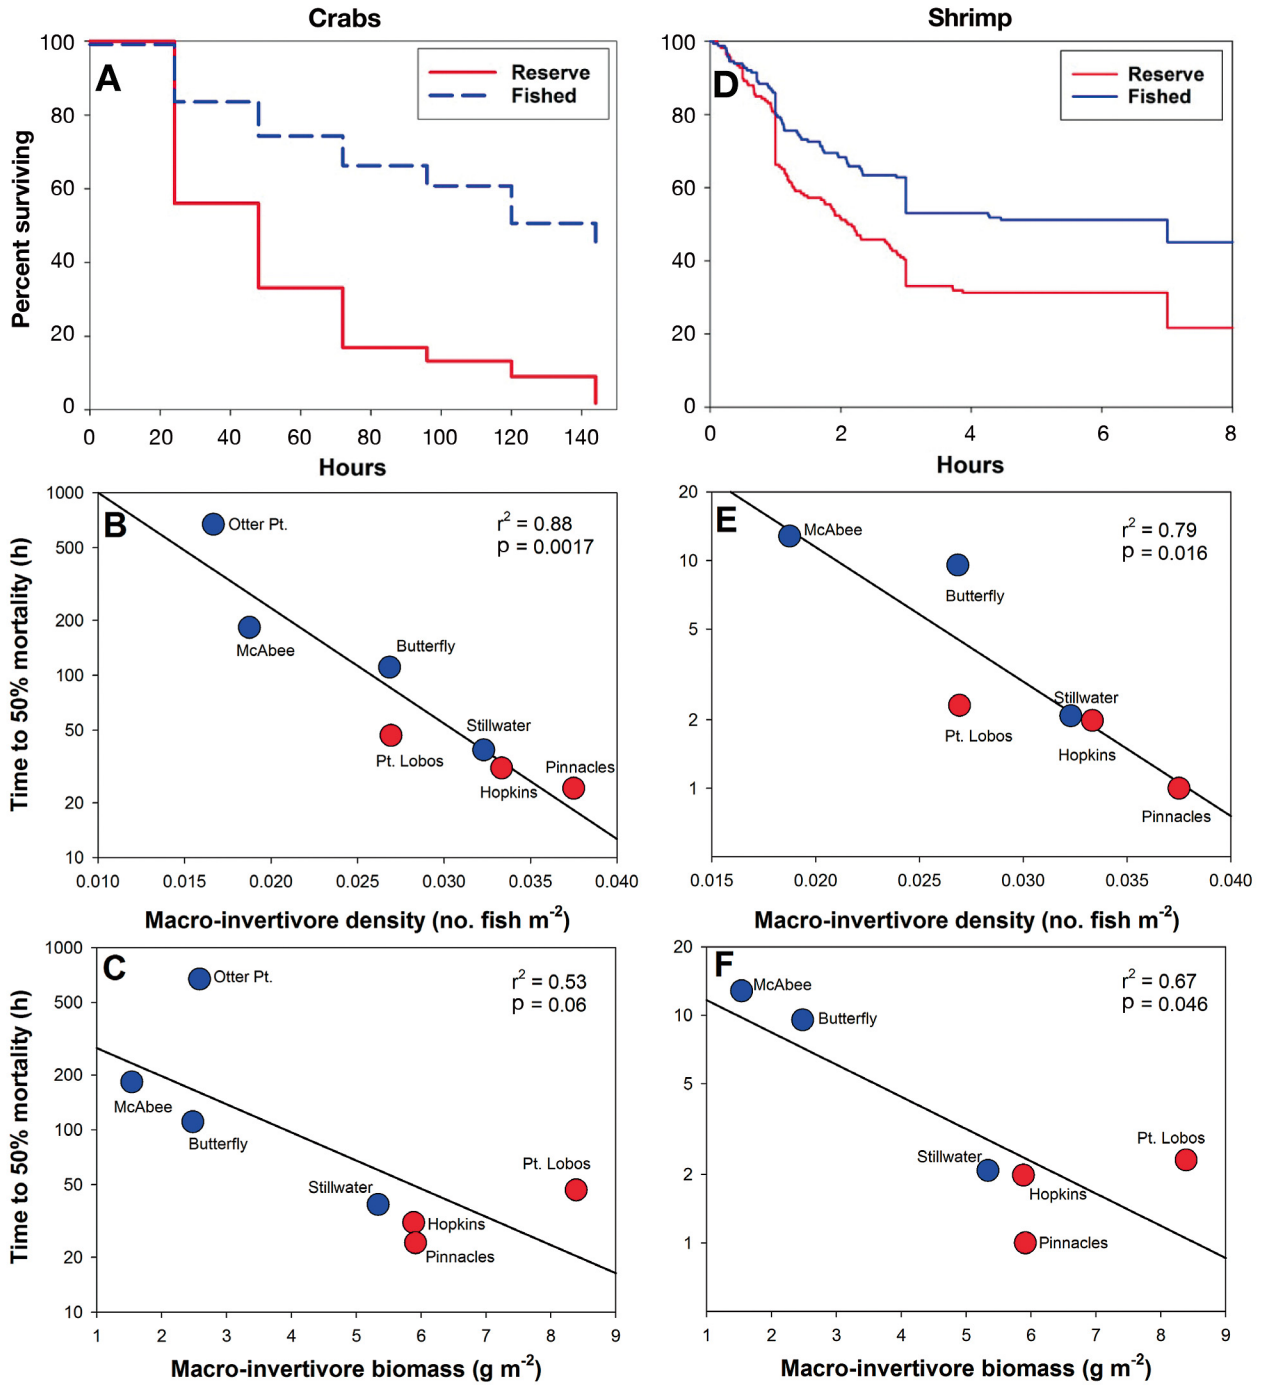 Crabs
A
Reserve
Fished
Percent surviving
100
80
60
40
20
0
0 20 40 60 80 100 120 140
Hours
Shrimp
D
Reserve
Fished
100
80
60
40
20
0
0 2 4 6 8
Hours
B
r2 = 0.88
p = 0.0017
Otter Pt.
McAbee
Butterfly
Stillwater
Pt. Lobos
Pinnacles
Hopkins
Time to 50% mortality (h)
1000
500
200
100
50
20
10
0.010 0.015 0.020 0.025 0.030 0.035 0.040
Macro-invertivore density (no. fish m-2)
E
r2 = 0.79
p = 0.016
McAbee
Butterfly
Stillwater
Pt. Lobos
Hopkins
Pinnacles
20
10
5
2
1
0.015 0.020 0.025 0.030 0.035 0.040
Macro-invertivore density (no. fish m-2)
C
r2 = 0.53
p = 0.06
Otter Pt.
McAbee
Butterfly
Pt. Lobos
Stillwater
Hopkins
Pinnacles
Time to 50% mortality (h)
1000
500
200
100
50
20
10
1 2 3 4 5 6 7 8 9
Macro-invertivore biomass (g m-2)
F
r2 = 0.67
p = 0.046
McAbee
Butterfly
Pt. Lobos
Stillwater
Hopkins
Pinnacles
20
10
5
2
1
1 2 3 4 5 6 7 8 9
Macro-invertivore biomass (g m-2)